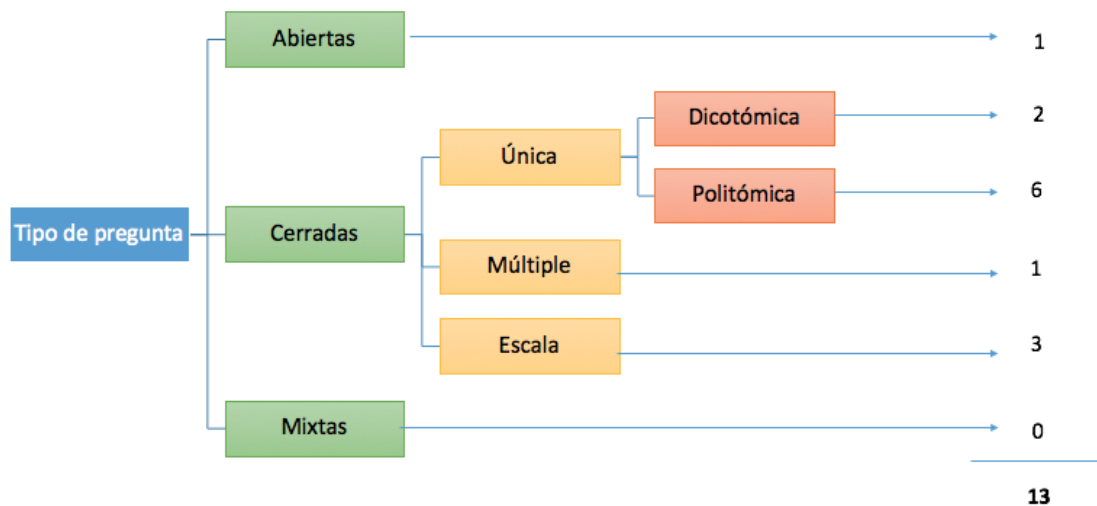 Abiertas
1
Dicotómica
2
Única
Politómica
6
Tipo de pregunta
Cerradas
Múltiple
1
Escala
3
Mixtas
0
13